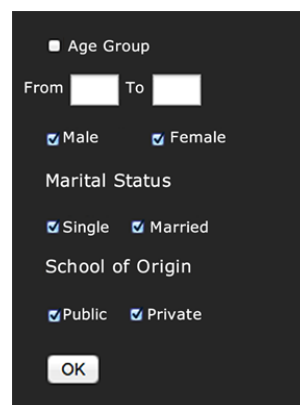 Age Group
From To
Male Female
Marital Status
Single Married
School of Origin
Public Private
OK